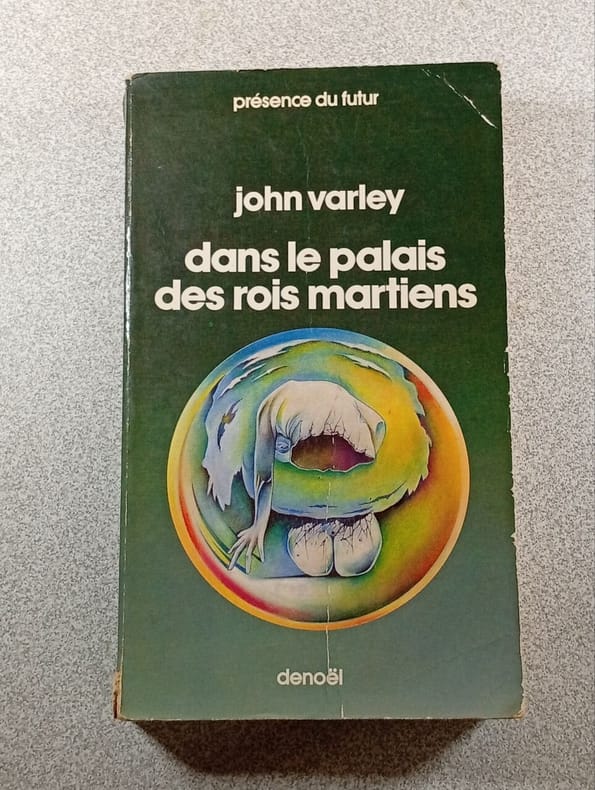 présence du futur
john varley
dans le palais
des rois martiens
denoël